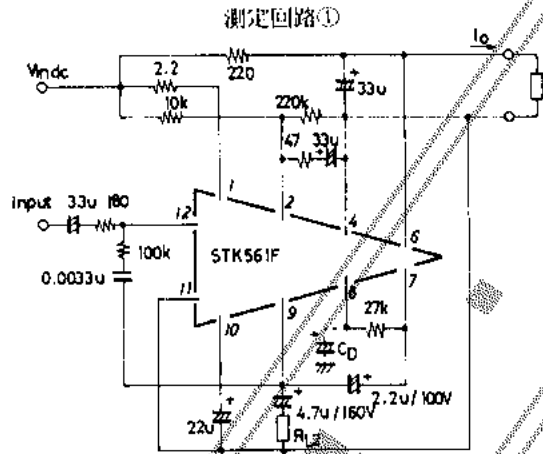 測定回路①
Io
Vindc
2.2
220
33u
10k
220k
47 33u
1
2
4
6
input 33u 180
12
100k
STK561F
0.0033u
11
10
9
8
7
27k
CD
2.2u/100V
22u
4.7u/160V